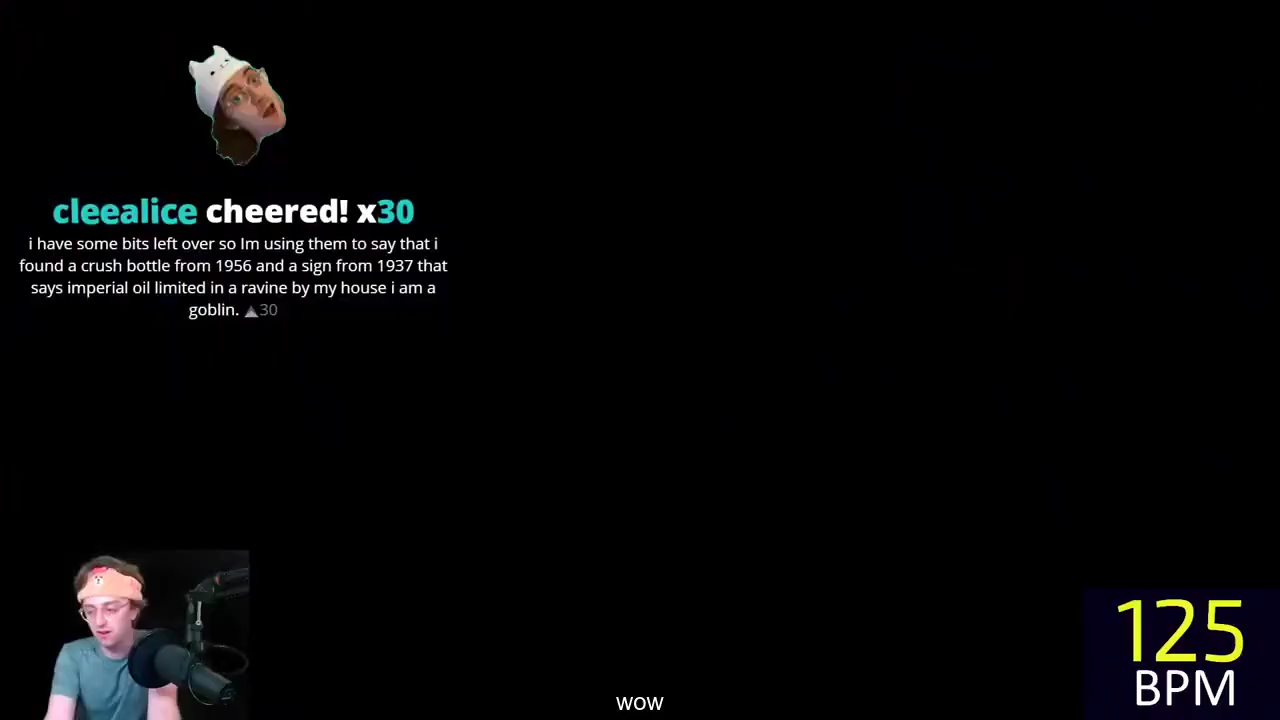 cleealice cheered! x30
i have some bits left over so Im using them to say that i
found a crush bottle from 1956 and a sign from 1937 that
says imperial oil limited in a ravine by my house i am a
goblin. 30
125
BPM
wow